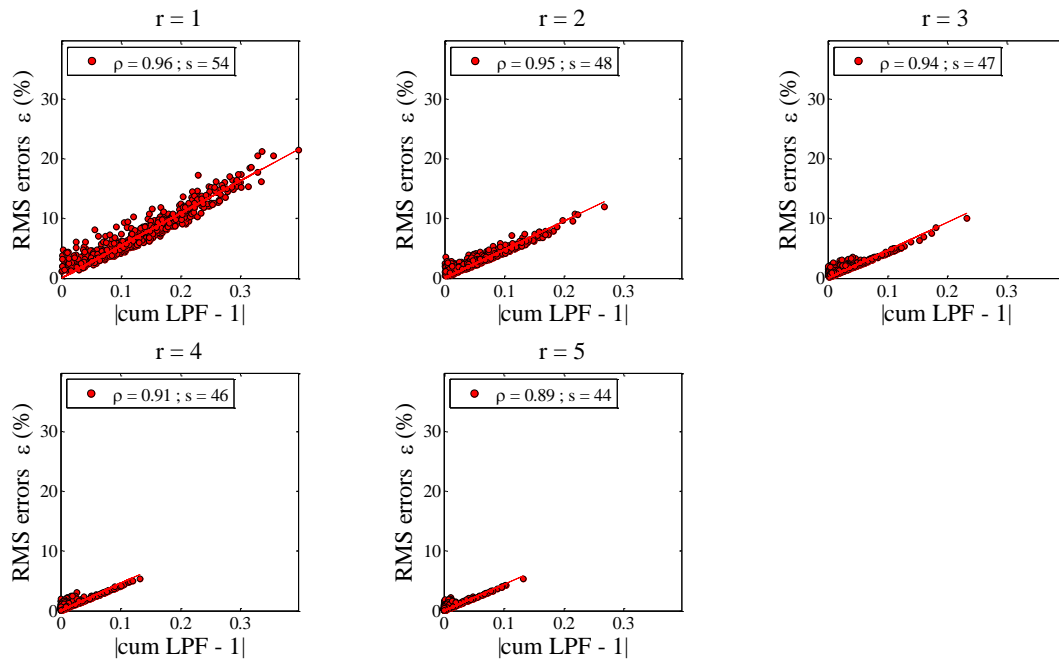 r = 1
ρ = 0.96 ; s = 54
RMS errors ε (%)
30
20
10
0
0 0.1 0.2 0.3
|cum LPF - 1|
r = 2
ρ = 0.95 ; s = 48
RMS errors ε (%)
30
20
10
0
0 0.1 0.2 0.3
|cum LPF - 1|
r = 3
ρ = 0.94 ; s = 47
RMS errors ε (%)
30
20
10
0
0 0.1 0.2 0.3
|cum LPF - 1|
r = 4
ρ = 0.91 ; s = 46
RMS errors ε (%)
30
20
10
0
0 0.1 0.2 0.3
|cum LPF - 1|
r = 5
ρ = 0.89 ; s = 44
RMS errors ε (%)
30
20
10
0
0 0.1 0.2 0.3
|cum LPF - 1|